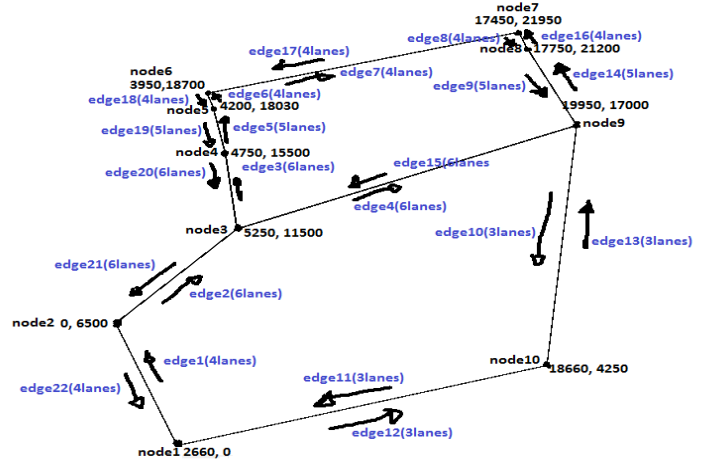 node7
17450, 21950
edge8(4lanes)
edge16(4lanes)
edge17(4lanes)
node8
17750, 21200
edge7(4lanes)
edge9(5lanes)
edge14(5lanes)
node6
3950,18700
edge18(4lanes)
edge6(4lanes)
node5
4200, 18030
19950, 17000
node9
edge19(5lanes)
edge5(5lanes)
node4
4750, 15500
edge20(6lanes)
edge3(6lanes)
edge15(6lanes
edge4(6lanes)
node3
5250, 11500
edge10(3lanes)
edge13(3lanes)
edge21(6lanes)
edge2(6lanes)
node2 0, 6500
edge1(4lanes)
node10
18660, 4250
edge22(4lanes)
edge11(3lanes)
edge12(3lanes)
node1 2660, 0